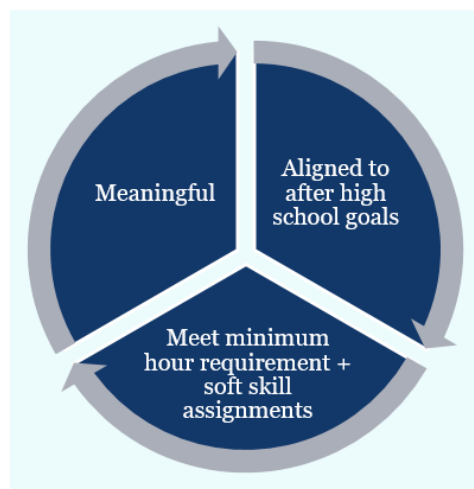 Meaningful
Aligned to
after high
school goals
Meet minimum
hour requirement +
soft skill
assignments